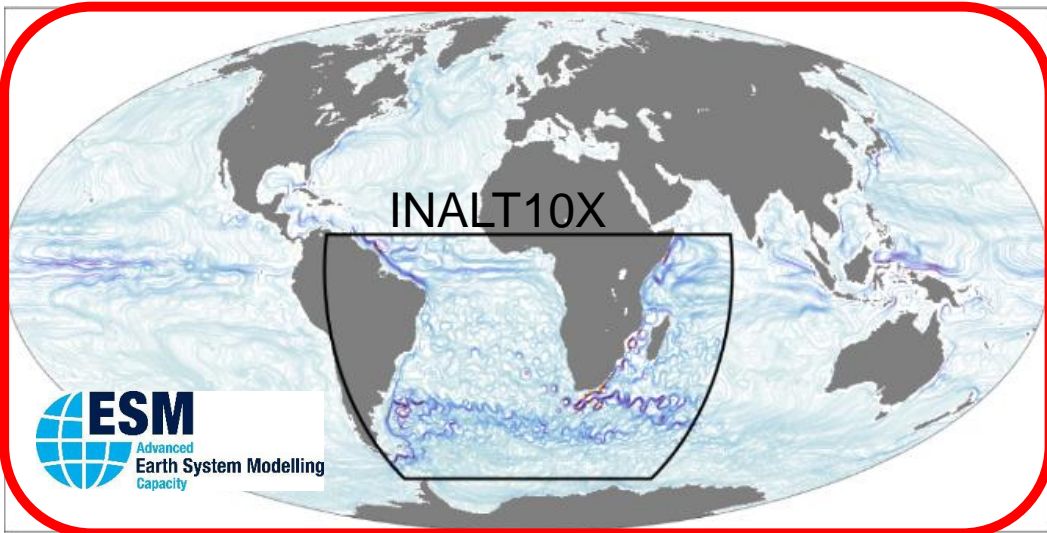 INALT10X
ESM
Advanced
Earth System Modelling
Capacity